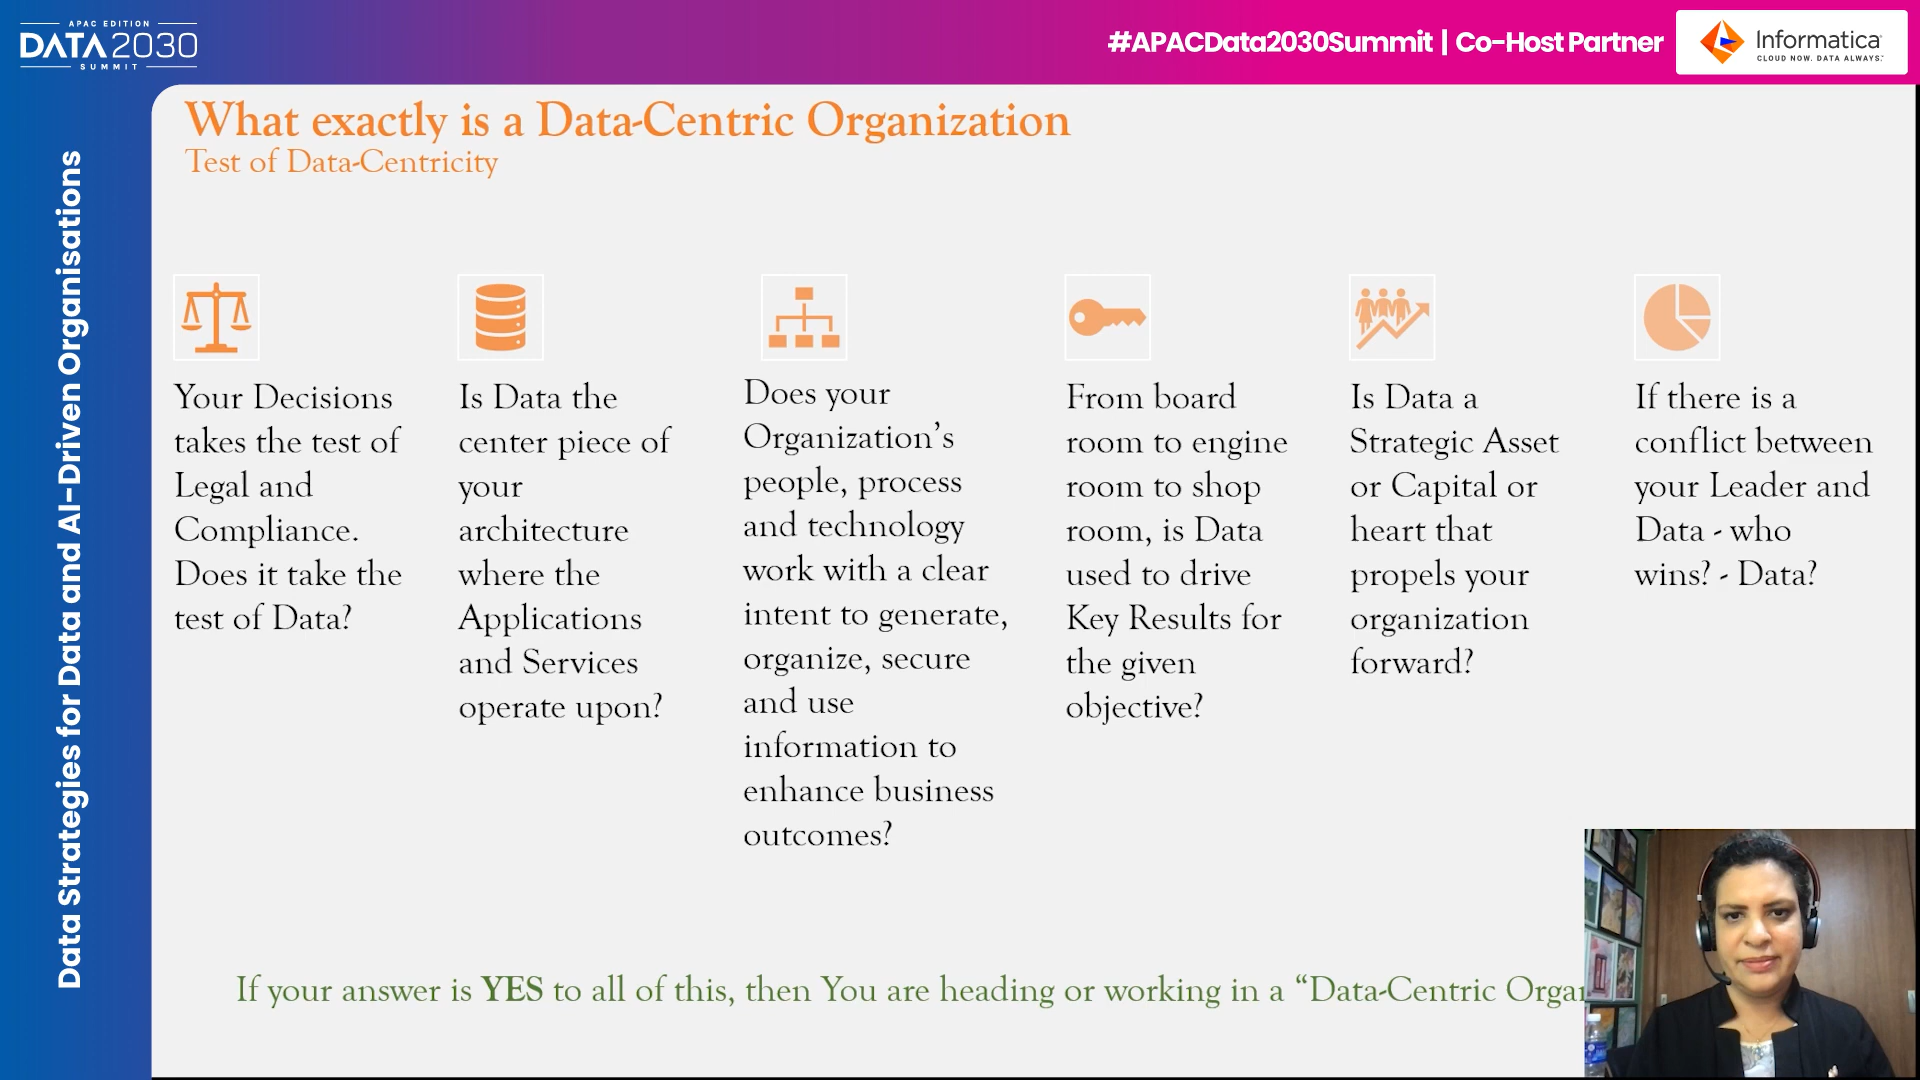 APAC EDITION
DATA2030
SUMMIT
#APACData2030Summit | Co-Host Partner
Informatica
CLOUD NOW. DATA ALWAYS.
Data Strategies for Data and AI-Driven Organisations
What exactly is a Data-Centric Organization
Test of Data-Centricity
Your Decisions
takes the test of
Legal and
Compliance.
Does it take the
test of Data?
Is Data the
center piece of
your
architecture
where the
Applications
and Services
operate upon?
Does your
Organization's
people, process
and technology
work with a clear
intent to generate,
organize, secure
and use
information to
enhance business
outcomes?
From board
room to engine
room to shop
room, is Data
used to drive
Key Results for
the given
objective?
Is Data a
Strategic Asset
or Capital or
heart that
propels your
organization
forward?
If there is a
conflict between
your Leader and
Data - who
wins? - Data?
If your answer is YES to all of this, then You are heading or working in a “Data-Centric